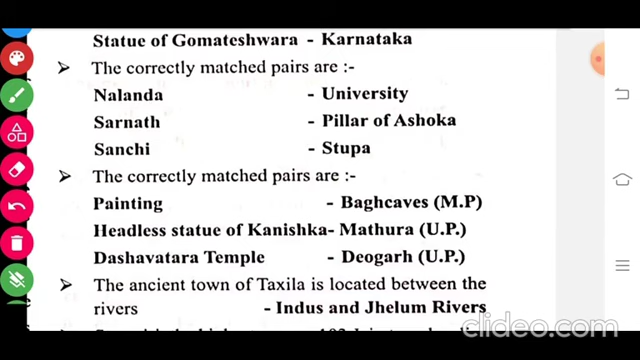 Statue of Gomateshwara - Karnataka
➤ The correctly matched pairs are :-
Nalanda - University
Sarnath - Pillar of Ashoka
Sanchi - Stupa
➤ The correctly matched pairs are :-
Painting - Baghcaves (M.P)
Headless statue of Kanishka- Mathura (U.P.)
Dashavatara Temple - Deogarh (U.P.)
➤ The ancient town of Taxila is located between the
rivers - Indus and Jhelum Rivers
clideo.com